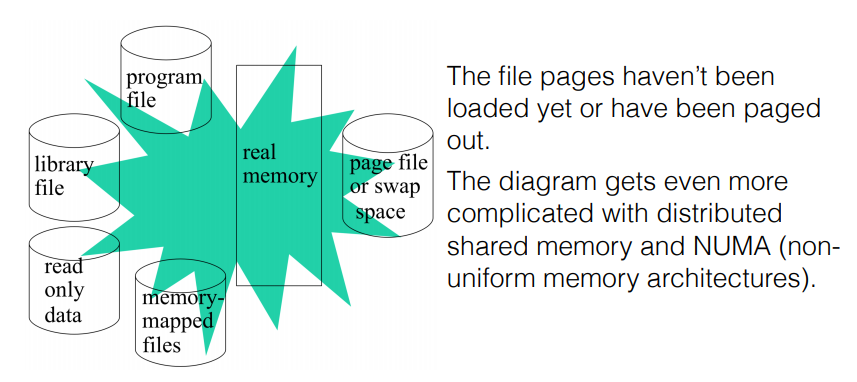 program
file
library
file
read
only
data
memory-
mapped
files
real
memory
page file
or swap
space
The file pages haven’t been
loaded yet or have been paged
out.
The diagram gets even more
complicated with distributed
shared memory and NUMA (non-
uniform memory architectures).